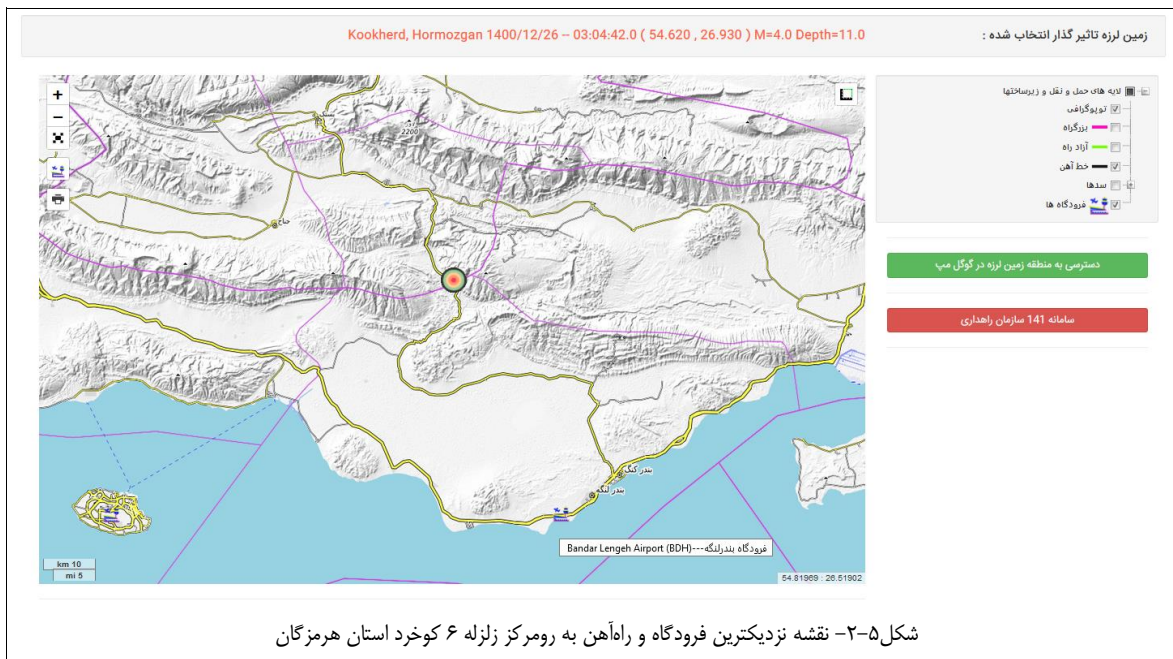 زمین لرزه تاثیر گذار انتخاب شده :
Kookherd, Hormozgan 1400/12/26 -- 03:04:42.0 ( 54.620 , 26.930 ) M=4.0 Depth=11.0
لایه های حمل و نقل و زیرساختها
توپوگرافی
بزرگراه
آزاد راه
خط آهن
سدها
فرودگاه ها
دسترسی به منطقه زمین لرزه در گوگل مپ
سامانه 141 سازمان راهداری
+
−
بستک
2200
جناح
بندر کنگ
بندر لنگه
فرودگاه بندرلنگه---Bandar Lengeh Airport (BDH)
km 10
mi 5
54.81969 : 26.51902
شکل۵-۲- نقشه نزدیکترین فرودگاه و راه‌آهن به رومرکز زلزله ۶ کوخرد استان هرمزگان